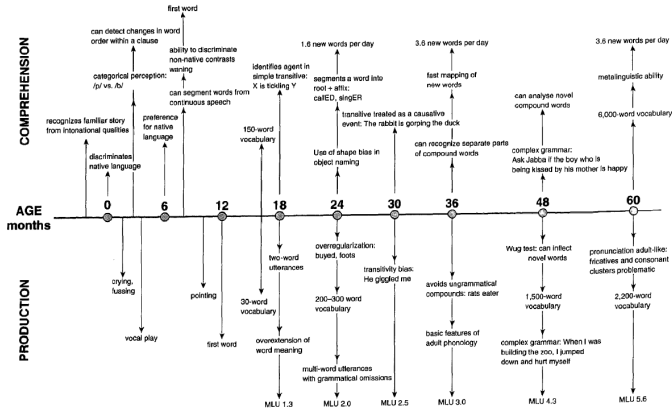 COMPREHENSION
first word
can detect changes in word
order within a clause
ability to discriminate
non-native contrasts
waning
categorical perception:
/p/ vs. /b/
can segment words from
continuous speech
recognizes familiar story
from intonational qualities
preference
for native
language
discriminates
native language
identifies agent in
simple transitive:
X is tickling Y
150-word
vocabulary
1.6 new words per day
segments a word into
root + affix:
callED, singER
transitive treated as a causative
event: The rabbit is gorping the duck
Use of shape bias in
object naming
3.6 new words per day
fast mapping of
new words
can recognize separate parts
of compound words
can analyse novel
compound words
complex grammar:
Ask Jabba if the boy who is
being kissed by his mother is happy
3.6 new words per day
metalinguistic ability
6,000-word vocabulary
AGE
months
0 6 12 18 24 30 36 48 60
PRODUCTION
crying,
fussing
vocal play
pointing
first word
two-word
utterances
30-word
vocabulary
overextension of
word meaning
MLU 1.3
overregularization:
buyed, foots
200–300 word
vocabulary
multi-word utterances
with grammatical omissions
MLU 2.0
transitivity bias:
He giggled me
MLU 2.5
avoids ungrammatical
compounds: rats eater
basic features of
adult phonology
MLU 3.0
Wug test: can inflect
novel words
1,500-word
vocabulary
complex grammar: When I was
building the zoo, I jumped
down and hurt myself
MLU 4.3
pronunciation adult-like:
fricatives and consonant
clusters problematic
2,200-word
vocabulary
MLU 5.6